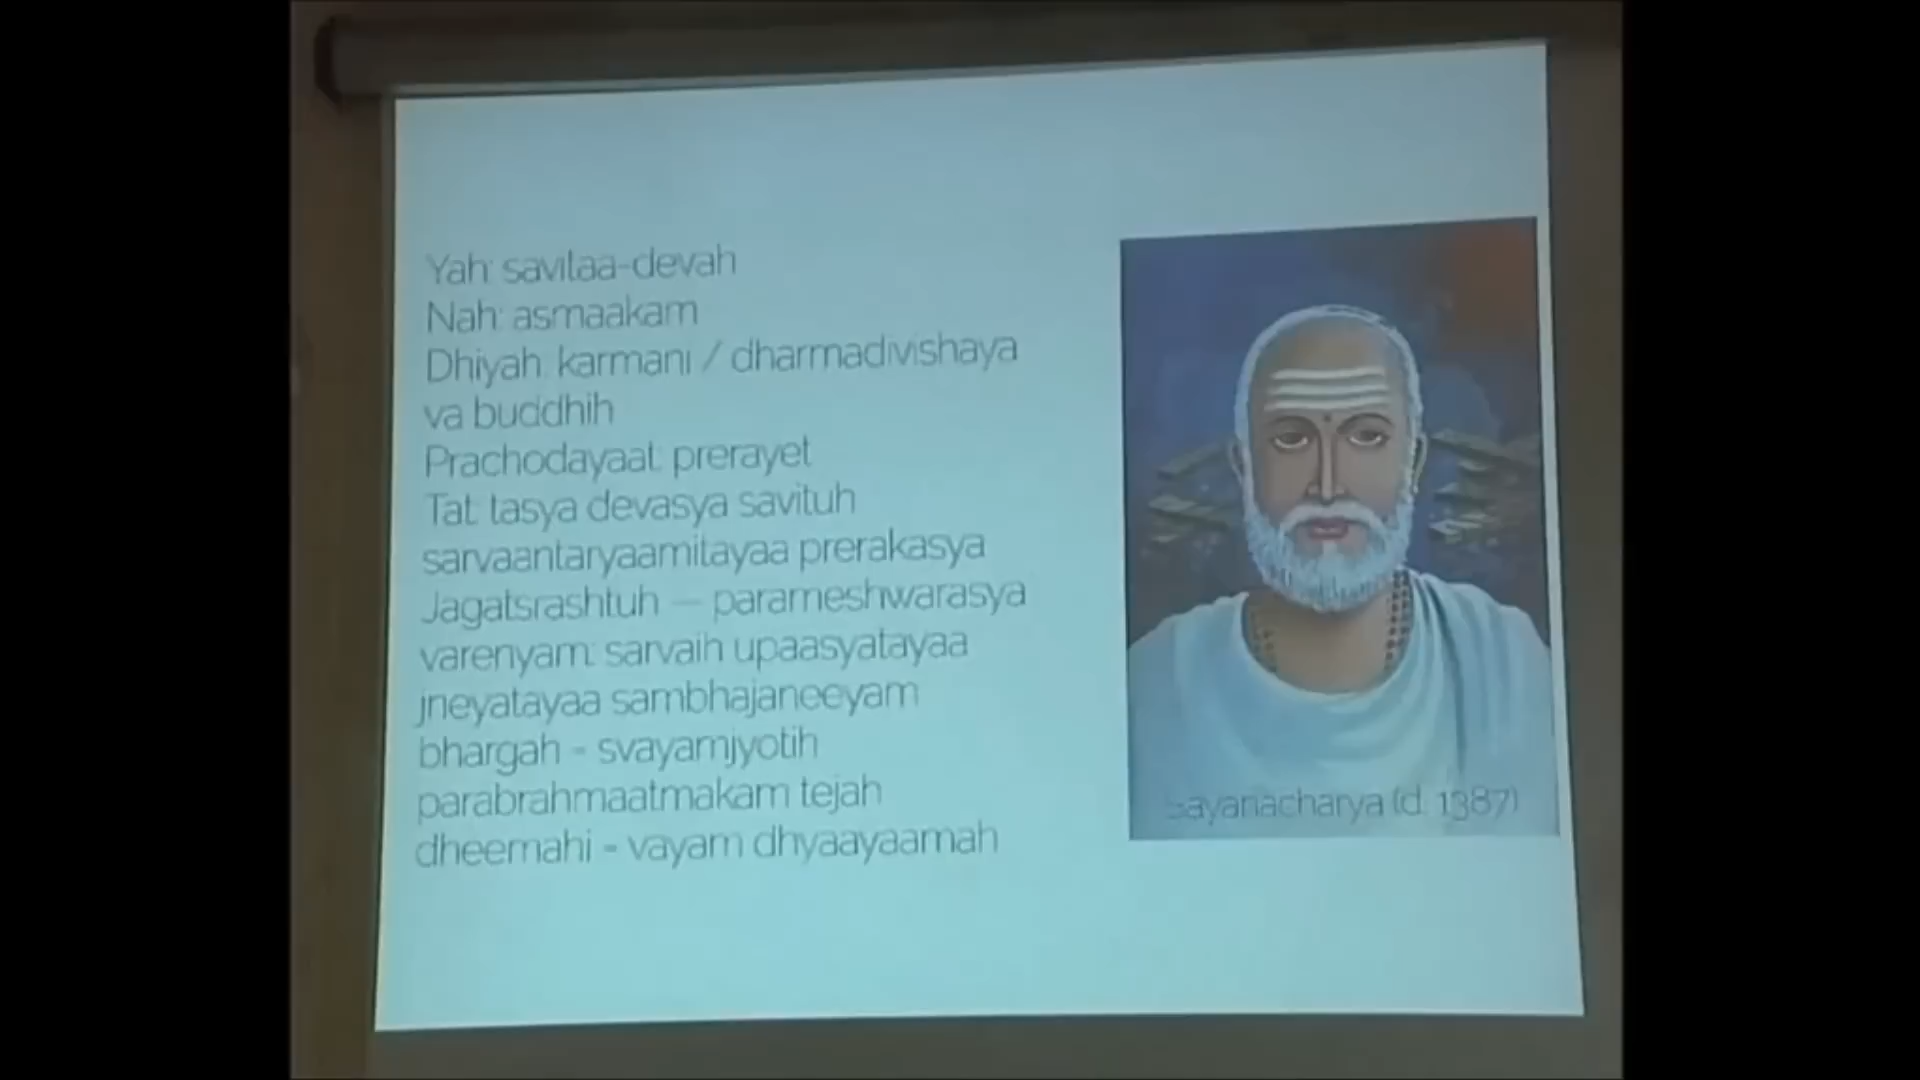 Yah: savitaa-devah
Nah: asmaakam
Dhiyah: karmani / dharmadivishaya
va buddhih
Prachodayaat: prerayet
Tat: tasya devasya savituh
sarvaantaryaamitayaa prerakasya
Jagatsrashtuh — parameshwarasya
varenyam: sarvaih upaasyatayaa
jneyatayaa sambhajaneeyam
bhargah - svayamjyotih
parabrahmaatmakam tejah
dheemahi - vayam dhyaayaamah
Sayanacharya (d. 1387)